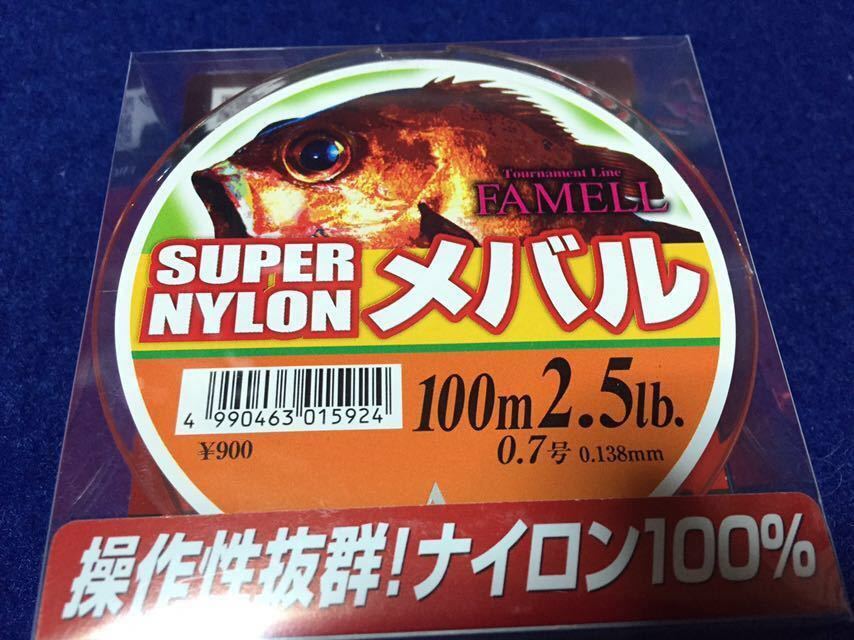 Tournament Line
FAMELL
SUPER
NYLON
メバル
4 990463 015924
¥900
100m 2.5lb.
0.7号 0.138mm
操作性抜群!ナイロン100%